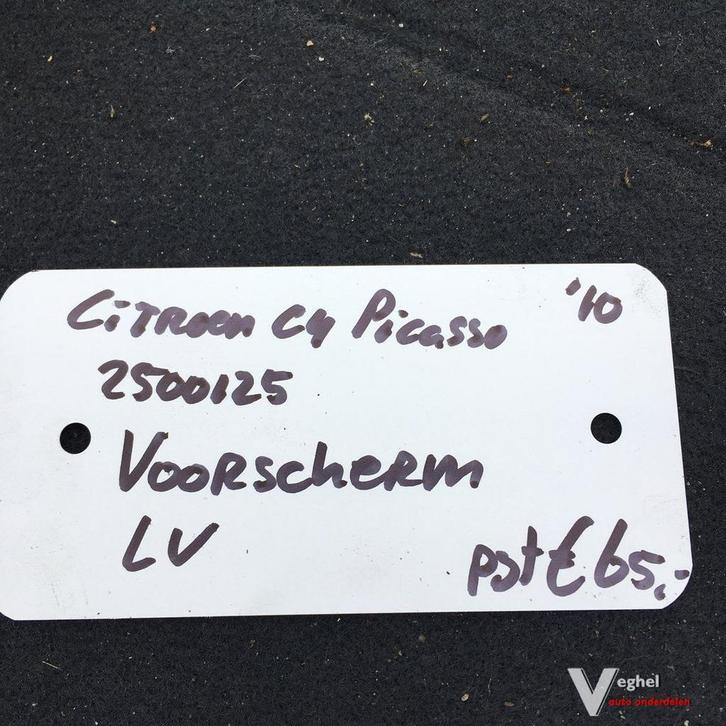 CiTROEN C4 Picasso '10
2500125
VOORSCHERM
LV
pst € 65,-
Veghel
auto onderdelen